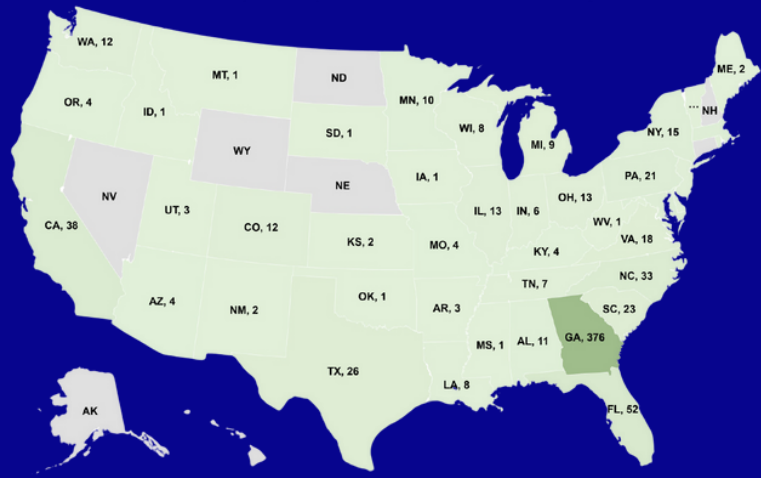 WA, 12
MT, 1
ND
ME, 2
OR, 4
ID, 1
MN, 10
...
NH
SD, 1
WI, 8
MI, 9
NY, 15
WY
IA, 1
PA, 21
NE
NV
UT, 3
CO, 12
IL, 13
IN, 6
OH, 13
WV, 1
VA, 18
CA, 38
KS, 2
MO, 4
KY, 4
NC, 33
TN, 7
AZ, 4
NM, 2
OK, 1
AR, 3
SC, 23
MS, 1
AL, 11
GA, 376
TX, 26
LA, 8
FL, 52
AK